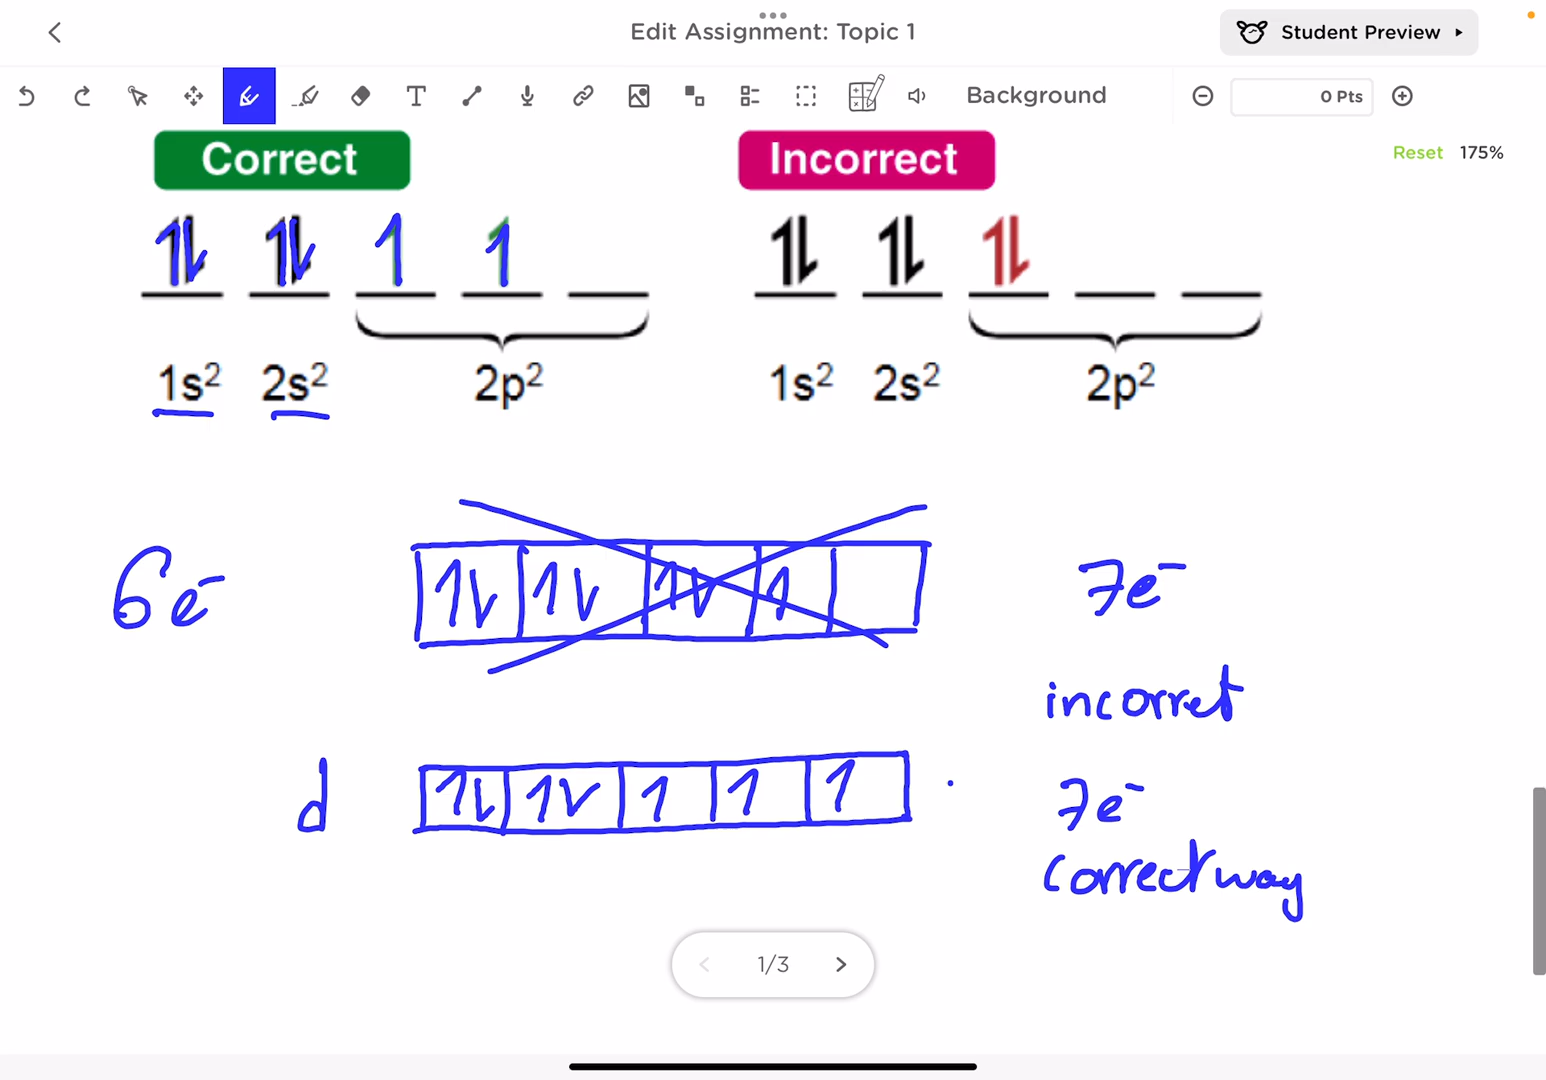 Edit Assignment: Topic 1
Student Preview
T
Background
0 Pts
Correct
Incorrect
Reset 175%
1s² 2s² 2p²
1s² 2s² 2p²
6e⁻
7e⁻
incorret
d
7e⁻
correct way
1/3